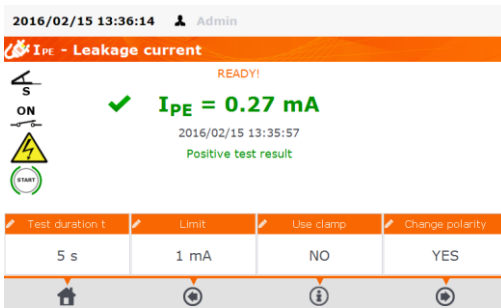 2016/02/15 13:36:14 Admin
IPE - Leakage current
READY!
S
ON
IPE = 0.27 mA
2016/02/15 13:35:57
Positive test result
START
Test duration t Limit Use clamp Change polarity
5 s 1 mA NO YES